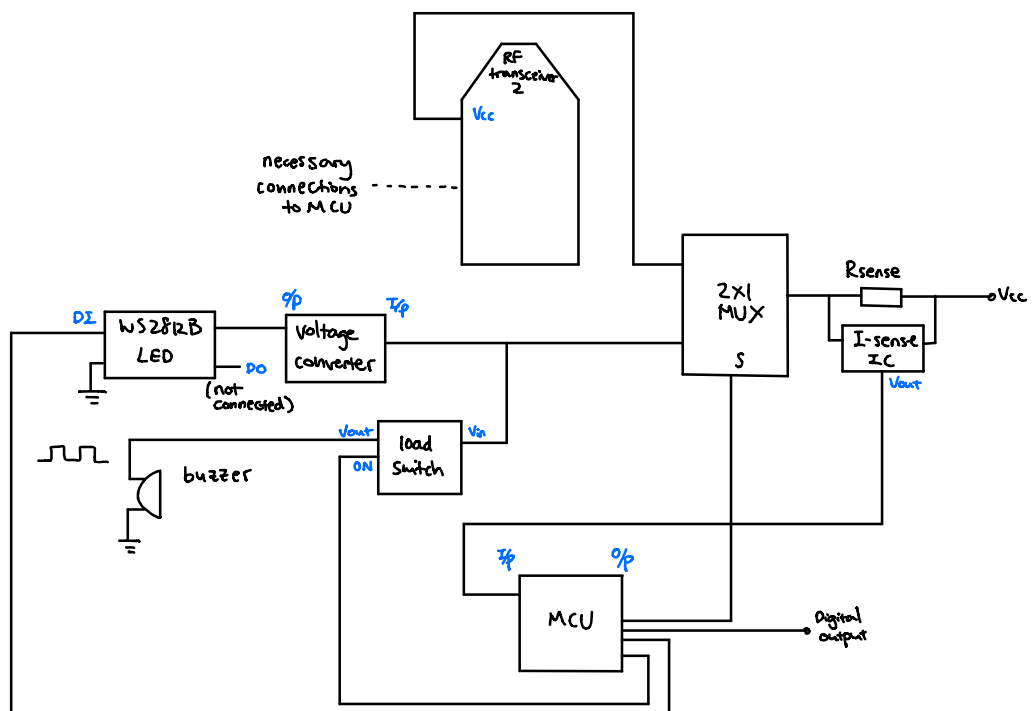 RF
transceiver
2
Vcc
necessary
connections
to MCU
2x1
MUX
S
Rsense
Vcc
I-sense
IC
Vout
DI
WS2812B
LED
DO
(not
connected)
O/p
I/p
Voltage
converter
Vout
ON
load
switch
Vin
buzzer
I/p
O/p
MCU
Digital
output